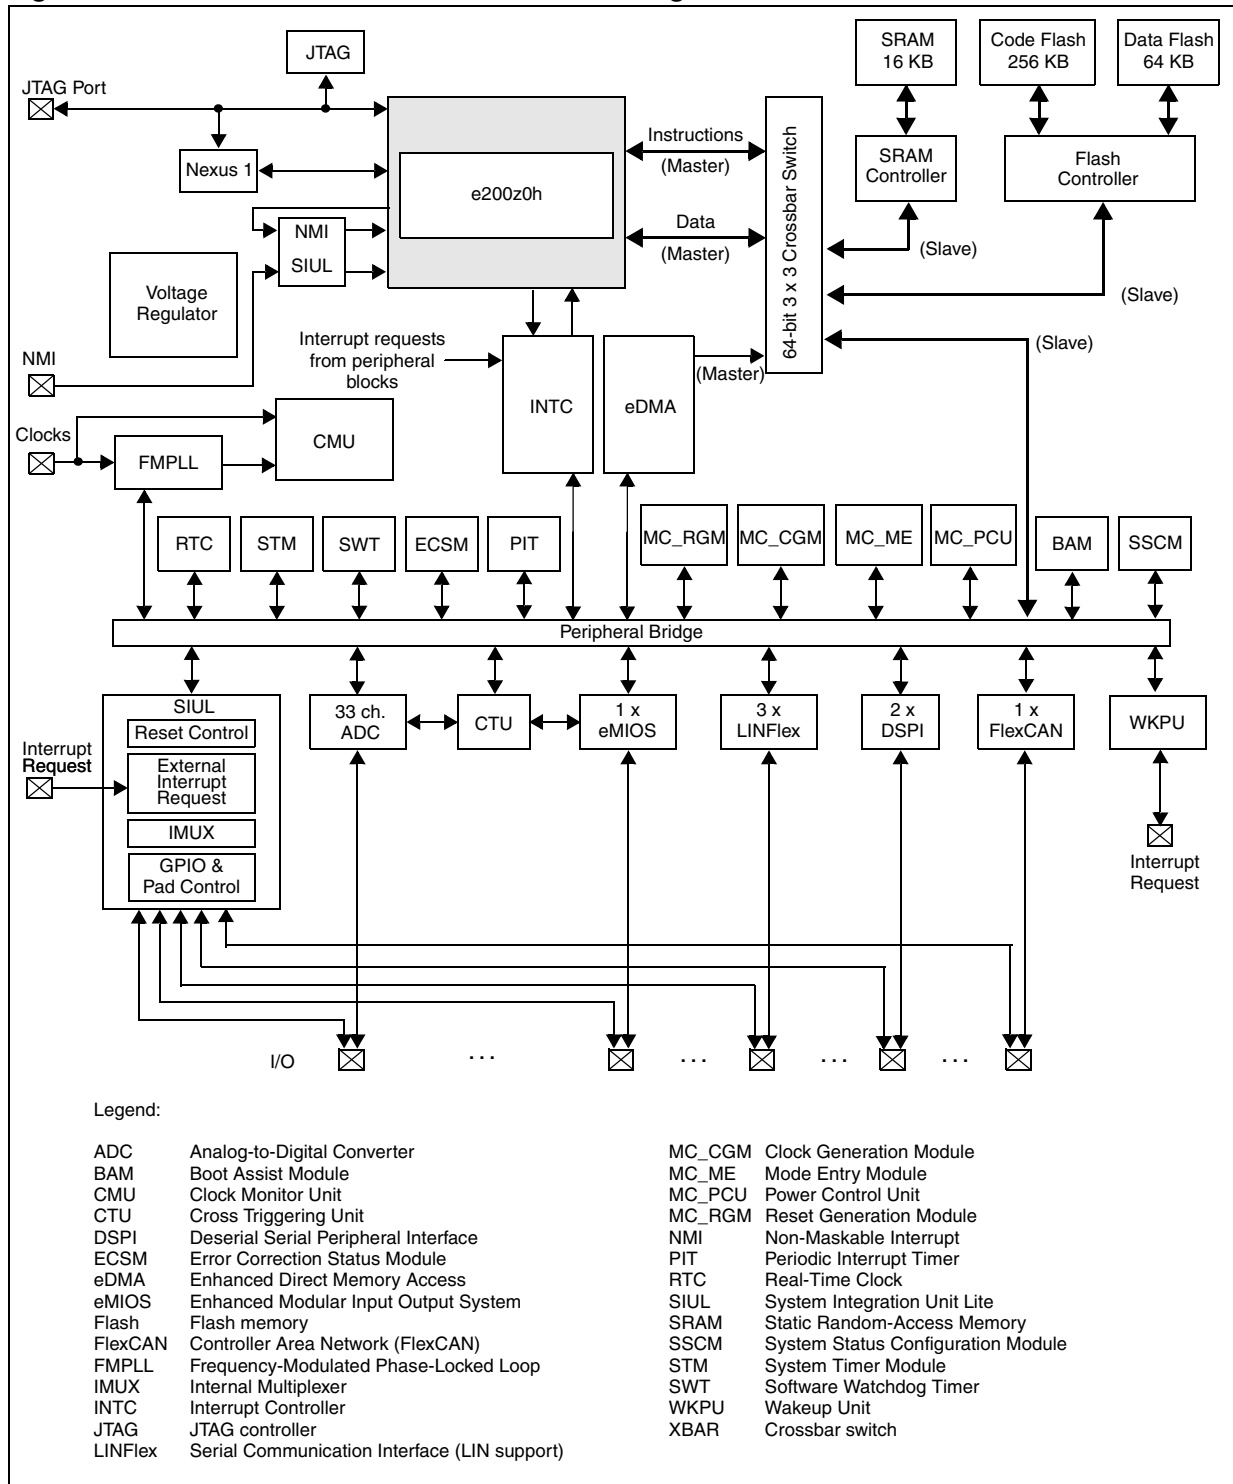 JTAG
SRAM
16 KB
Code Flash
256 KB
Data Flash
64 KB
JTAG Port
Nexus 1
e200z0h
Instructions
(Master)
Data
(Master)
64-bit 3 x 3 Crossbar Switch
SRAM
Controller
Flash
Controller
NMI
SIUL
(Slave)
(Slave)
(Slave)
Voltage
Regulator
NMI
Interrupt requests
from peripheral
blocks
INTC
eDMA
(Master)
Clocks
FMPLL
CMU
RTC
STM
SWT
ECSM
PIT
MC_RGM
MC_CGM
MC_ME
MC_PCU
BAM
SSCM
Peripheral Bridge
SIUL
Reset Control
External
Interrupt
Request
IMUX
GPIO &
Pad Control
Interrupt
Request
33 ch.
ADC
CTU
1 x
eMIOS
3 x
LINFlex
2 x
DSPI
1 x
FlexCAN
WKPU
Interrupt
Request
I/O
. . .
. . .
. . .
. . .
Legend:
ADC Analog-to-Digital Converter
BAM Boot Assist Module
CMU Clock Monitor Unit
CTU Cross Triggering Unit
DSPI Deserial Serial Peripheral Interface
ECSM Error Correction Status Module
eDMA Enhanced Direct Memory Access
eMIOS Enhanced Modular Input Output System
Flash Flash memory
FlexCAN Controller Area Network (FlexCAN)
FMPLL Frequency-Modulated Phase-Locked Loop
IMUX Internal Multiplexer
INTC Interrupt Controller
JTAG JTAG controller
LINFlex Serial Communication Interface (LIN support)
MC_CGM Clock Generation Module
MC_ME Mode Entry Module
MC_PCU Power Control Unit
MC_RGM Reset Generation Module
NMI Non-Maskable Interrupt
PIT Periodic Interrupt Timer
RTC Real-Time Clock
SIUL System Integration Unit Lite
SRAM Static Random-Access Memory
SSCM System Status Configuration Module
STM System Timer Module
SWT Software Watchdog Timer
WKPU Wakeup Unit
XBAR Crossbar switch